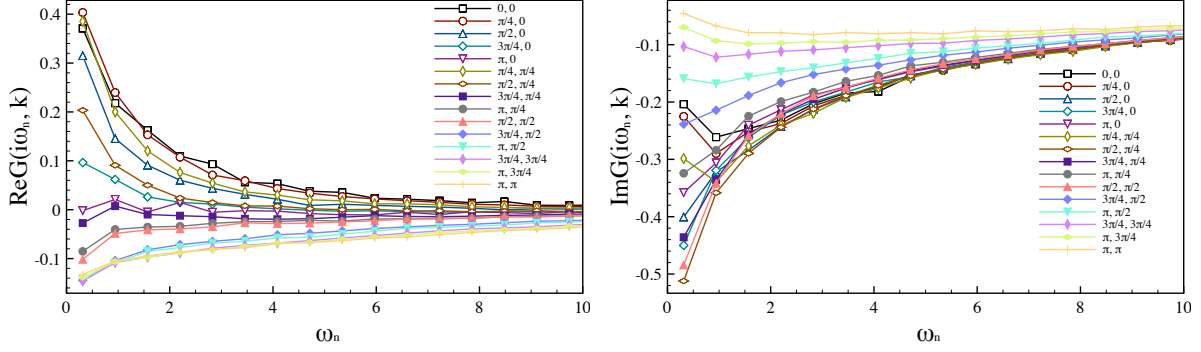 ReG(iωn, k)
0.4
0.3
0.2
0.1
0
-0.1
0
2
4
6
8
10
ωn
0, 0
π/4, 0
π/2, 0
3π/4, 0
π, 0
π/4, π/4
π/2, π/4
3π/4, π/4
π, π/4
π/2, π/2
3π/4, π/2
π, π/2
3π/4, 3π/4
π, 3π/4
π, π
ImG(iωn, k)
-0.1
-0.2
-0.3
-0.4
-0.5
0
2
4
6
8
10
ωn
0, 0
π/4, 0
π/2, 0
3π/4, 0
π, 0
π/4, π/4
π/2, π/4
3π/4, π/4
π, π/4
π/2, π/2
3π/4, π/2
π, π/2
3π/4, 3π/4
π, 3π/4
π, π